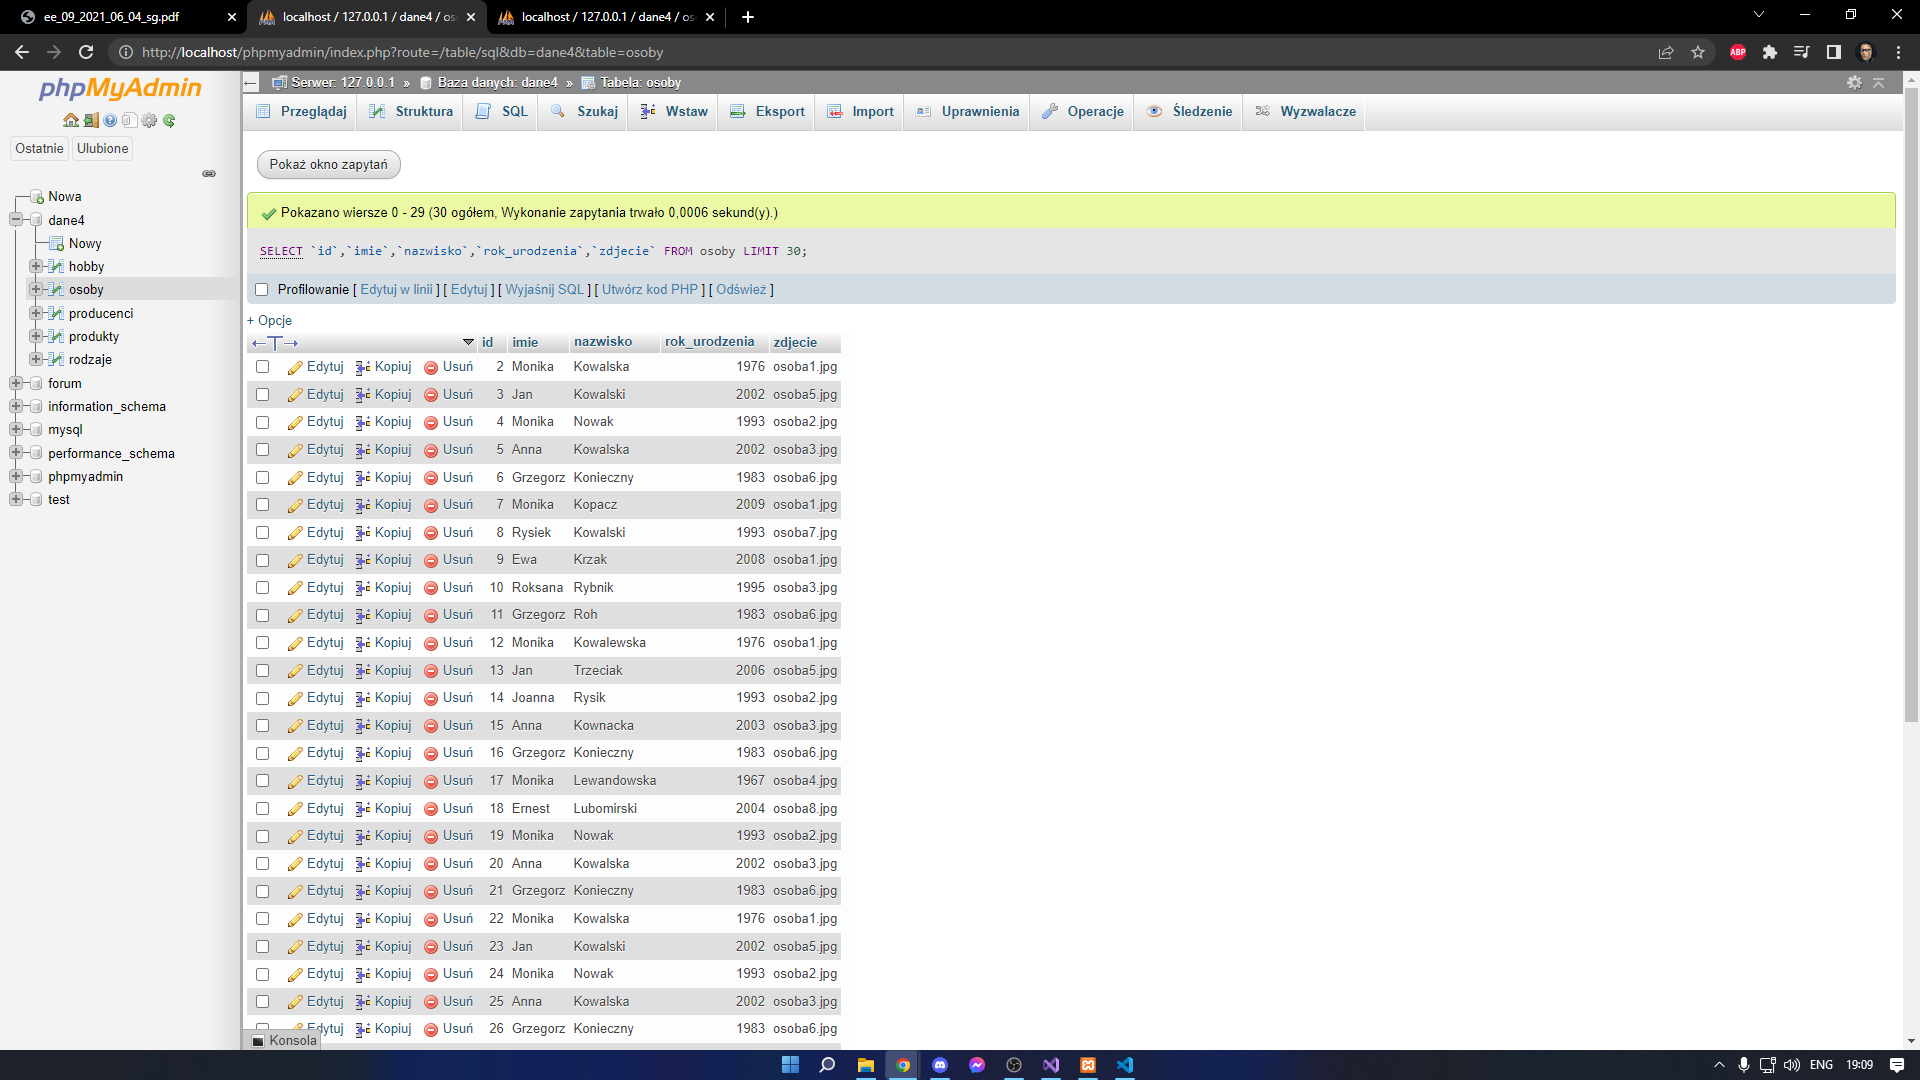 ee_09_2021_06_04_sg.pdf
localhost / 127.0.0.1 / dane4 / os
localhost / 127.0.0.1 / dane4 / os
http://localhost/phpmyadmin/index.php?route=/table/sql&db=dane4&table=osoby
ABP
phpMyAdmin
Ostatnie Ulubione
Nowa
dane4
Nowy
hobby
osoby
producenci
produkty
rodzaje
forum
information_schema
mysql
performance_schema
phpmyadmin
test
Serwer: 127.0.0.1 » Baza danych: dane4 » Tabela: osoby
Przeglądaj Struktura SQL Szukaj Wstaw Eksport Import Uprawnienia Operacje Śledzenie Wyzwalacze
Pokaż okno zapytań
Pokazano wiersze 0 - 29 (30 ogółem, Wykonanie zapytania trwało 0,0006 sekund(y).)
SELECT `id`,`imie`,`nazwisko`,`rok_urodzenia`,`zdjecie` FROM osoby LIMIT 30;
Profilowanie [ Edytuj w linii ] [ Edytuj ] [ Wyjaśnij SQL ] [ Utwórz kod PHP ] [ Odśwież ]
+ Opcje
←T→ id imie nazwisko rok_urodzenia zdjecie
Edytuj Kopiuj Usuń 2 Monika Kowalska 1976 osoba1.jpg
Edytuj Kopiuj Usuń 3 Jan Kowalski 2002 osoba5.jpg
Edytuj Kopiuj Usuń 4 Monika Nowak 1993 osoba2.jpg
Edytuj Kopiuj Usuń 5 Anna Kowalska 2002 osoba3.jpg
Edytuj Kopiuj Usuń 6 Grzegorz Konieczny 1983 osoba6.jpg
Edytuj Kopiuj Usuń 7 Monika Kopacz 2009 osoba1.jpg
Edytuj Kopiuj Usuń 8 Rysiek Kowalski 1993 osoba7.jpg
Edytuj Kopiuj Usuń 9 Ewa Krzak 2008 osoba1.jpg
Edytuj Kopiuj Usuń 10 Roksana Rybnik 1995 osoba3.jpg
Edytuj Kopiuj Usuń 11 Grzegorz Roh 1983 osoba6.jpg
Edytuj Kopiuj Usuń 12 Monika Kowalewska 1976 osoba1.jpg
Edytuj Kopiuj Usuń 13 Jan Trzeciak 2006 osoba5.jpg
Edytuj Kopiuj Usuń 14 Joanna Rysik 1993 osoba2.jpg
Edytuj Kopiuj Usuń 15 Anna Kownacka 2003 osoba3.jpg
Edytuj Kopiuj Usuń 16 Grzegorz Konieczny 1983 osoba6.jpg
Edytuj Kopiuj Usuń 17 Monika Lewandowska 1967 osoba4.jpg
Edytuj Kopiuj Usuń 18 Ernest Lubomirski 2004 osoba8.jpg
Edytuj Kopiuj Usuń 19 Monika Nowak 1993 osoba2.jpg
Edytuj Kopiuj Usuń 20 Anna Kowalska 2002 osoba3.jpg
Edytuj Kopiuj Usuń 21 Grzegorz Konieczny 1983 osoba6.jpg
Edytuj Kopiuj Usuń 22 Monika Kowalska 1976 osoba1.jpg
Edytuj Kopiuj Usuń 23 Jan Kowalski 2002 osoba5.jpg
Edytuj Kopiuj Usuń 24 Monika Nowak 1993 osoba2.jpg
Edytuj Kopiuj Usuń 25 Anna Kowalska 2002 osoba3.jpg
Edytuj Kopiuj Usuń 26 Grzegorz Konieczny 1983 osoba6.jpg
Konsola
ENG 19:09